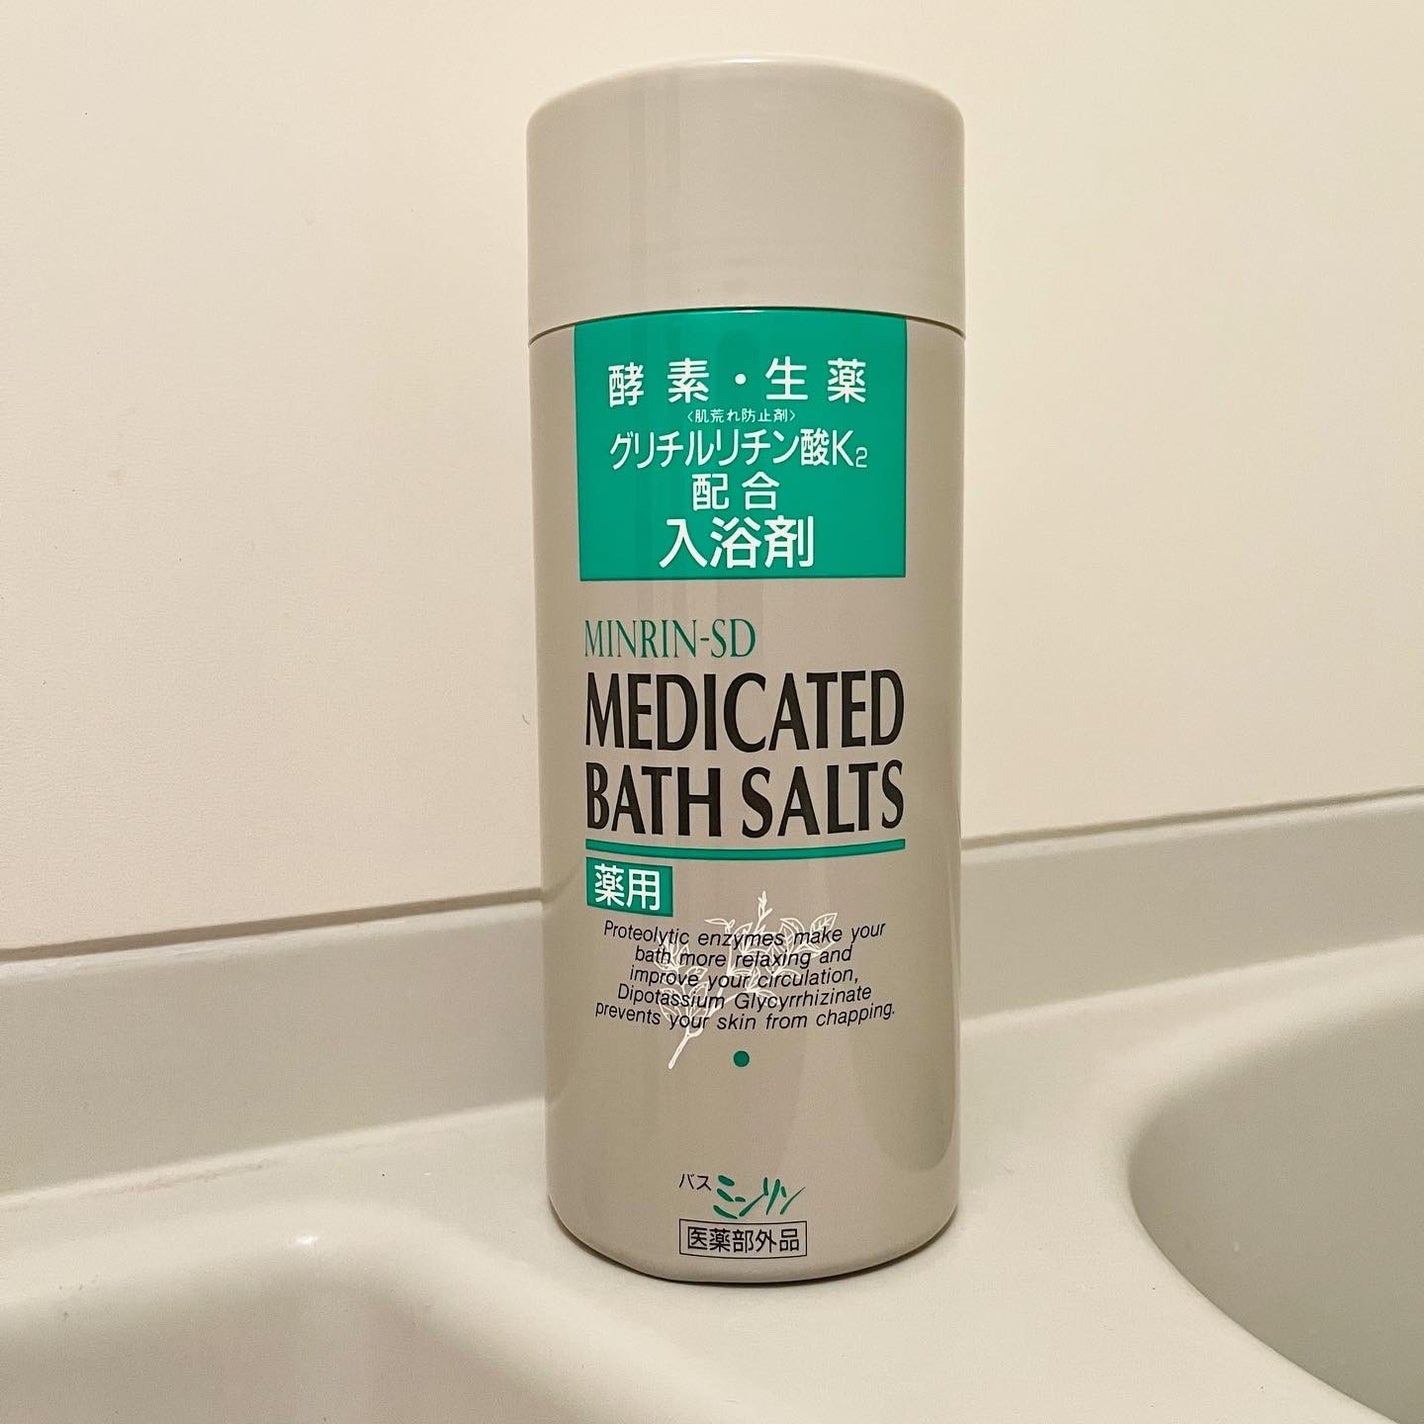 酵素・生薬
<肌荒れ防止剤>
グリチルリチン酸K2
配合
入浴剤
MINRIN-SD
MEDICATED
BATH SALTS
薬用
Proteolytic enzymes make your
bath more relaxing and
improve your circulation,
Dipotassium Glycyrrhizinate
prevents your skin from chapping.
バスミンリン
医薬部外品